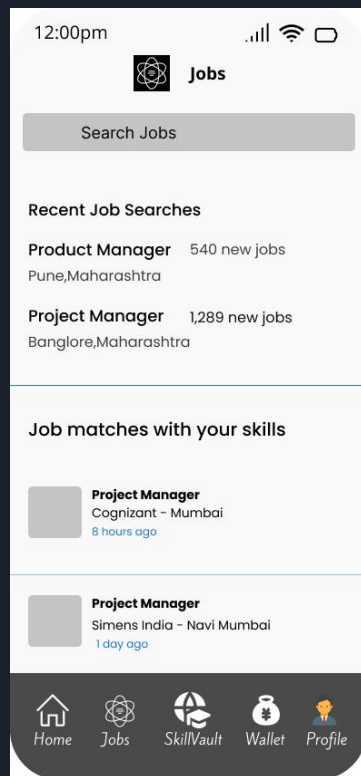 12:00pm
Jobs
Search Jobs
Recent Job Searches
Product Manager 540 new jobs
Pune,Maharashtra
Project Manager 1,289 new jobs
Banglore,Maharashtra
Job matches with your skills
Project Manager
Cognizant - Mumbai
8 hours ago
Project Manager
Simens India - Navi Mumbai
1 day ago
Home Jobs SkillVault Wallet Profile